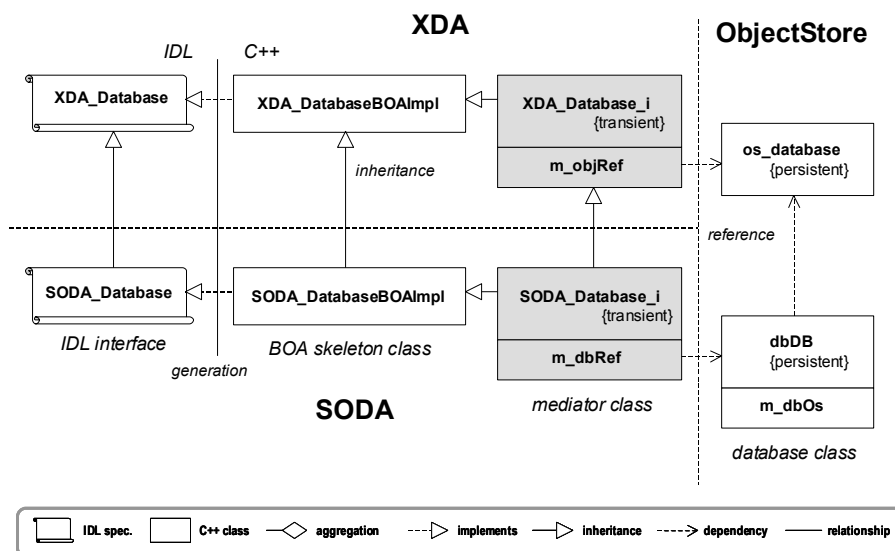 XDA
ObjectStore
IDL
C++
XDA_Database
XDA_DatabaseBOAImpl
XDA_Database_i
{transient}
m_objRef
os_database
{persistent}
inheritance
reference
SODA_Database
SODA_DatabaseBOAImpl
SODA_Database_i
{transient}
m_dbRef
dbDB
{persistent}
m_dbOs
IDL interface
BOA skeleton class
generation
SODA
mediator class
database class
IDL spec.
C++ class
aggregation
implements
inheritance
dependency
relationship